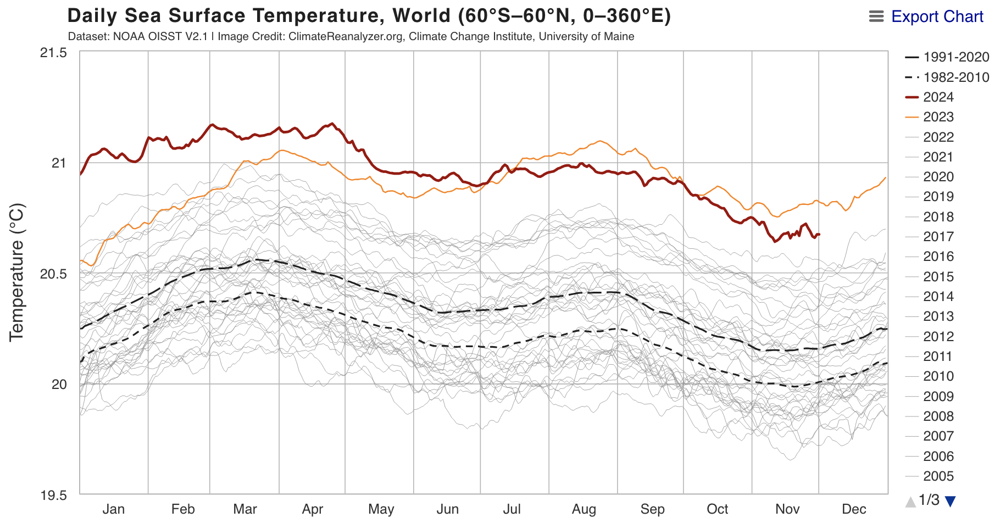 Daily Sea Surface Temperature, World (60°S–60°N, 0–360°E)
Export Chart
Dataset: NOAA OISST V2.1 | Image Credit: ClimateReanalyzer.org, Climate Change Institute, University of Maine
21.5
21
20.5
20
19.5
Temperature (°C)
Jan
Feb
Mar
Apr
May
Jun
Jul
Aug
Sep
Oct
Nov
Dec
1991-2020
1982-2010
2024
2023
2022
2021
2020
2019
2018
2017
2016
2015
2014
2013
2012
2011
2010
2009
2008
2007
2006
2005
1/3